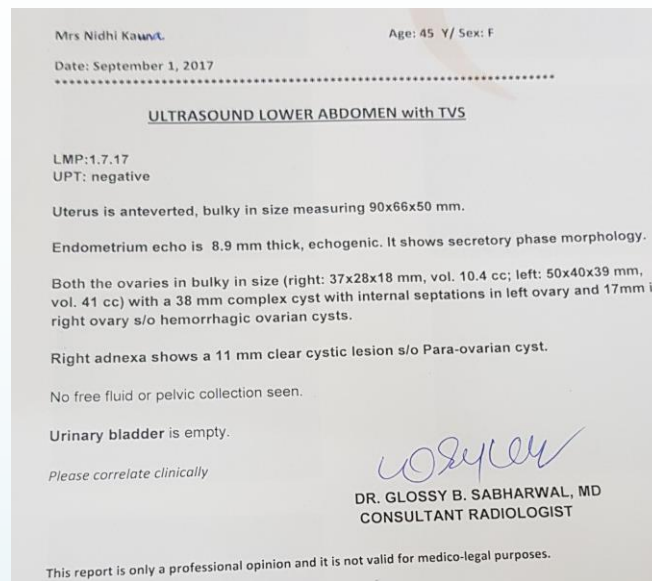 Mrs Nidhi
Age: 45 Y/ Sex: F
Date: September 1, 2017
ULTRASOUND LOWER ABDOMEN with TVS
LMP:1.7.17
UPT: negative
Uterus is anteverted, bulky in size measuring 90x66x50 mm.
Endometrium echo is 8.9 mm thick, echogenic. It shows secretory phase morphology.
Both the ovaries in bulky in size (right: 37x28x18 mm, vol. 10.4 cc; left: 50x40x39 mm,
vol. 41 cc) with a 38 mm complex cyst with internal septations in left ovary and 17mm
right ovary s/o hemorrhagic ovarian cysts.
Right adnexa shows a 11 mm clear cystic lesion s/o Para-ovarian cyst.
No free fluid or pelvic collection seen.
Urinary bladder is empty.
Please correlate clinically
DR. GLOSSY B. SABHARWAL, MD
CONSULTANT RADIOLOGIST
This report is only a professional opinion and it is not valid for medico-legal purposes.